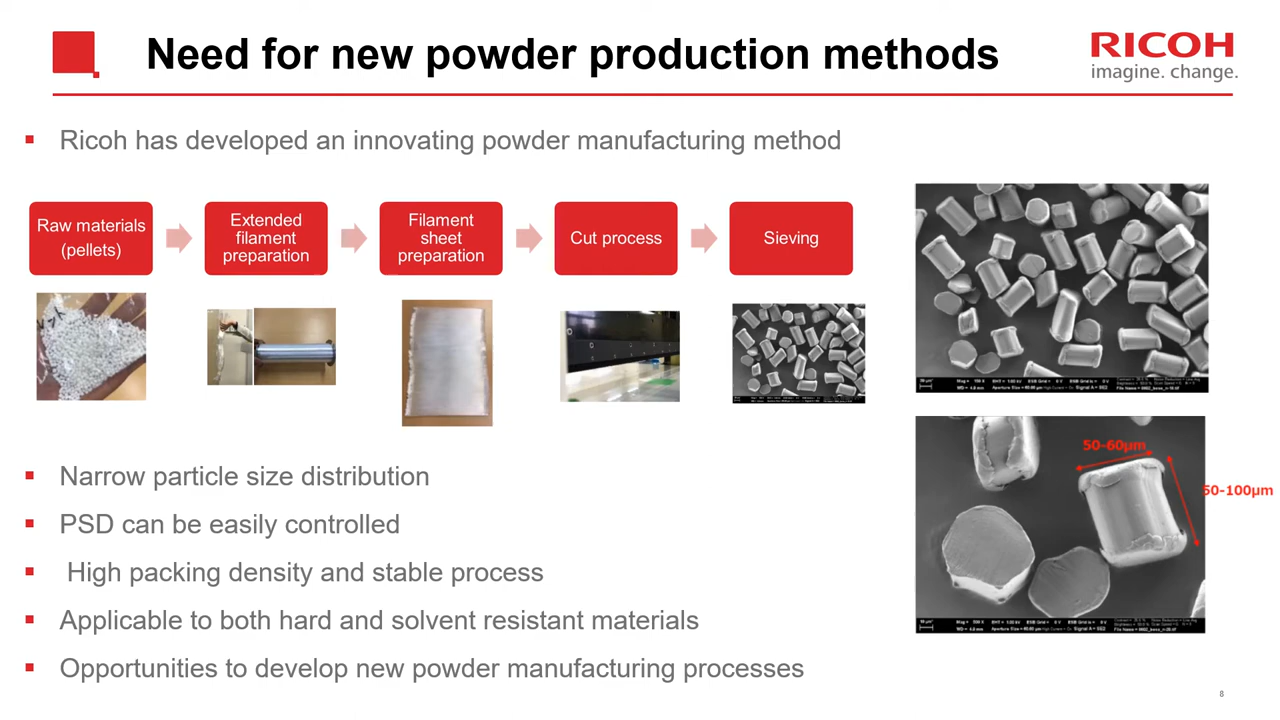 Need for new powder production methods
RICOH
imagine. change.
Ricoh has developed an innovating powder manufacturing method
Raw materials
(pellets)
Extended
filament
preparation
Filament
sheet
preparation
Cut process
Sieving
50-60µm
50-100µm
Narrow particle size distribution
PSD can be easily controlled
High packing density and stable process
Applicable to both hard and solvent resistant materials
Opportunities to develop new powder manufacturing processes
8